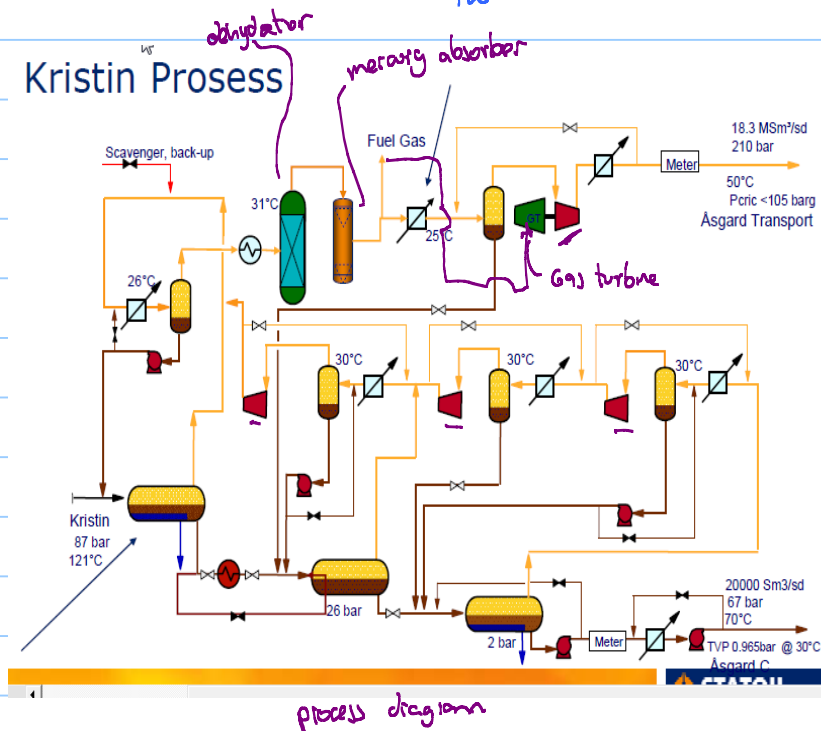 dehydrator
Kristin Prosess
mercury absorber
Fuel Gas
18.3 MSm³/sd
210 bar
Scavenger, back-up
Meter
50°C
Pcric <105 barg
Åsgard Transport
31°C
25°C
GT
Gas turbine
26°C
30°C
30°C
30°C
Kristin
87 bar
121°C
26 bar
2 bar
Meter
20000 Sm3/sd
67 bar
70°C
TVP 0.965bar @ 30°C
Åsgard C
STATOIL
process diagram